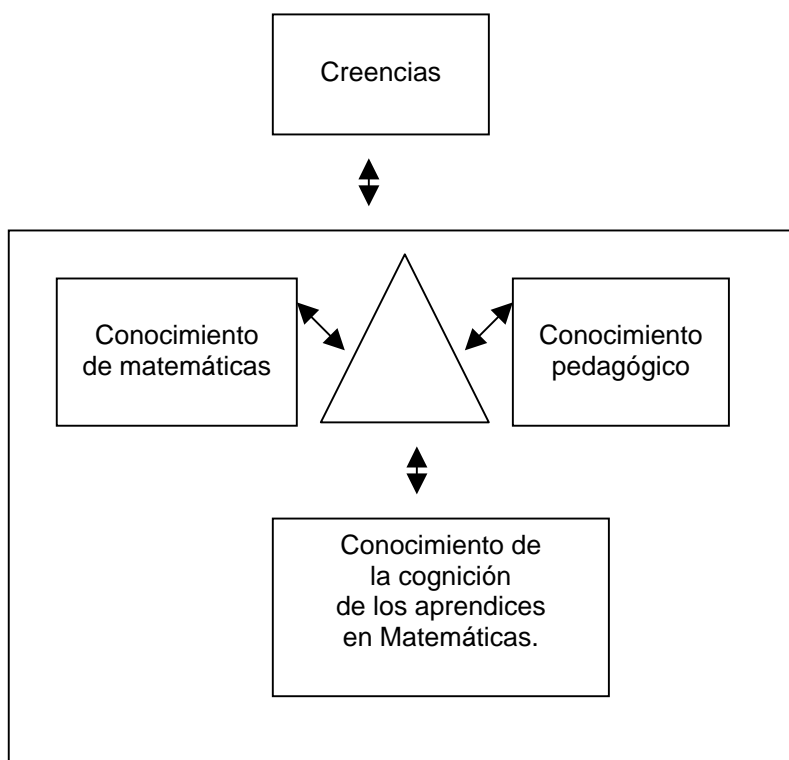 Creencias
Conocimiento
de matemáticas
Conocimiento
pedagógico
Conocimiento de
la cognición
de los aprendices
en Matemáticas.